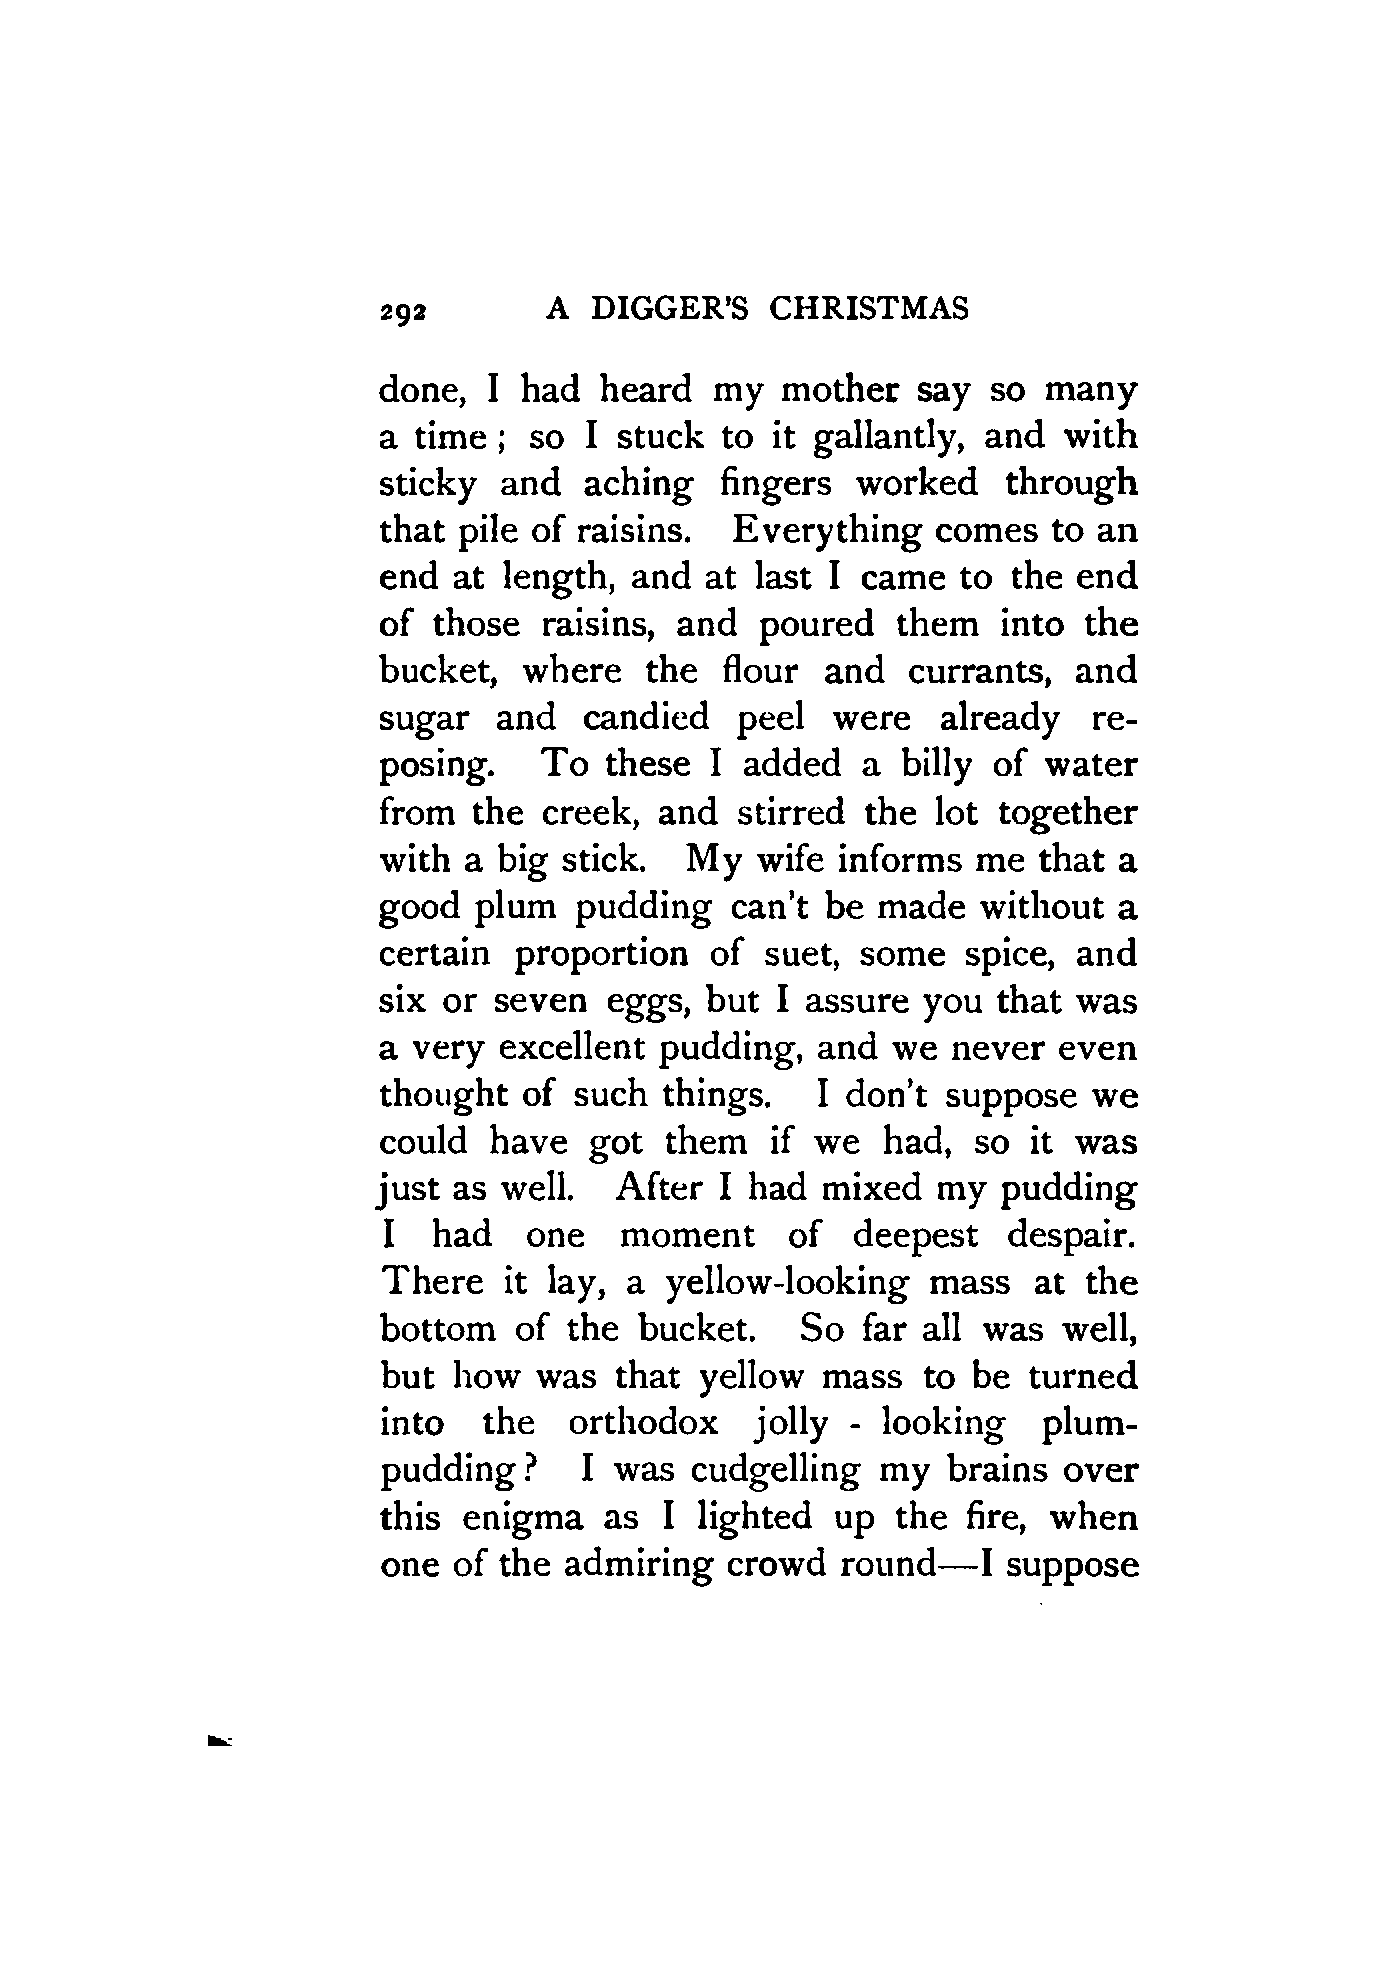 292 A DIGGER'S CHRISTMAS
done, I had heard my mother say so many
a time ; so I stuck to it gallantly, and with
sticky and aching fingers worked through
that pile of raisins. Everything comes to an
end at length, and at last I came to the end
of those raisins, and poured them into the
bucket, where the flour and currants, and
sugar and candied peel were already re-
posing. To these I added a billy of water
from the creek, and stirred the lot together
with a big stick. My wife informs me that a
good plum pudding can't be made without a
certain proportion of suet, some spice, and
six or seven eggs, but I assure you that was
a very excellent pudding, and we never even
thought of such things. I don't suppose we
could have got them if we had, so it was
just as well. After I had mixed my pudding
I had one moment of deepest despair.
There it lay, a yellow-looking mass at the
bottom of the bucket. So far all was well,
but how was that yellow mass to be turned
into the orthodox jolly - looking plum-
pudding ? I was cudgelling my brains over
this enigma as I lighted up the fire, when
one of the admiring crowd round—I suppose